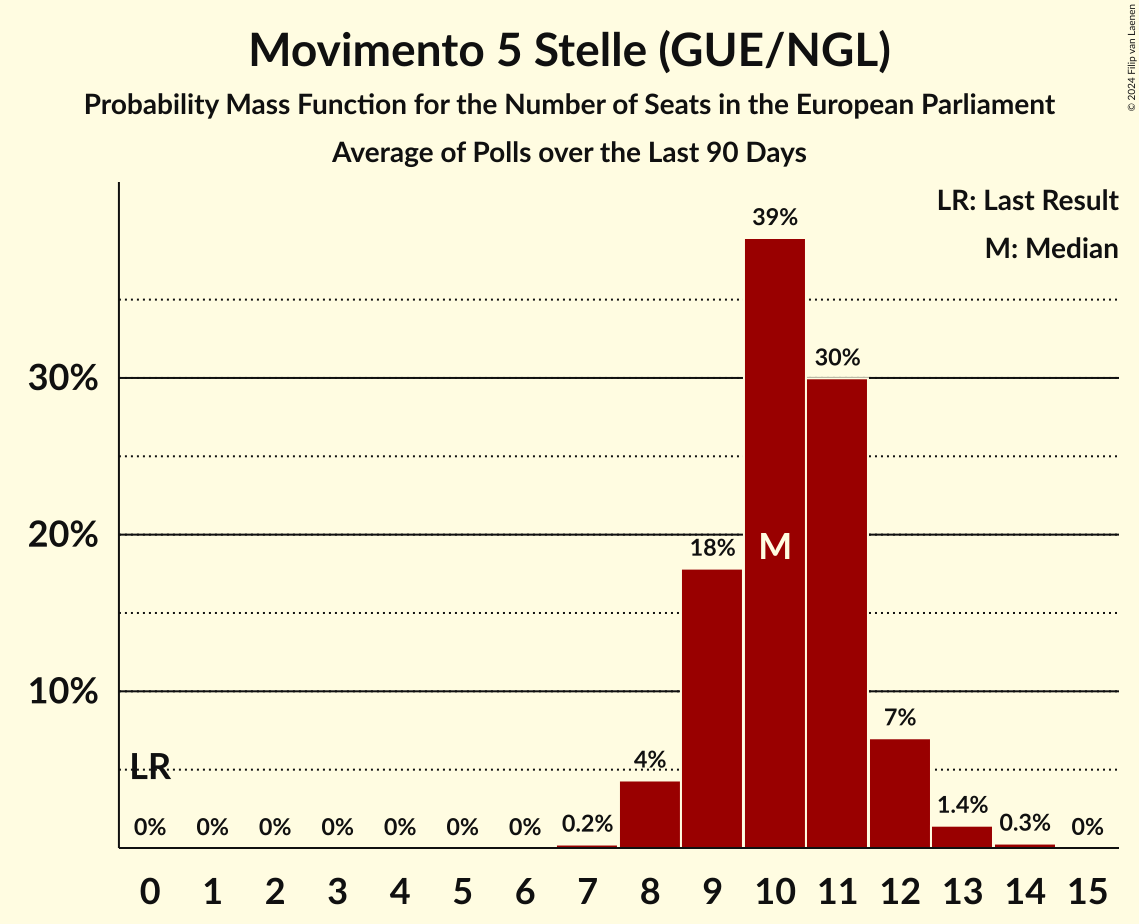 Movimento 5 Stelle (GUE/NGL)
Probability Mass Function for the Number of Seats in the European Parliament
Average of Polls over the Last 90 Days
© 2024 Filip van Laenen
LR: Last Result
M: Median
39%
30%
30%
20%
18%
M
10%
7%
LR
4%
1.4%
0% 0% 0% 0% 0% 0% 0% 0.2% 0.3% 0%
0 1 2 3 4 5 6 7 8 9 10 11 12 13 14 15